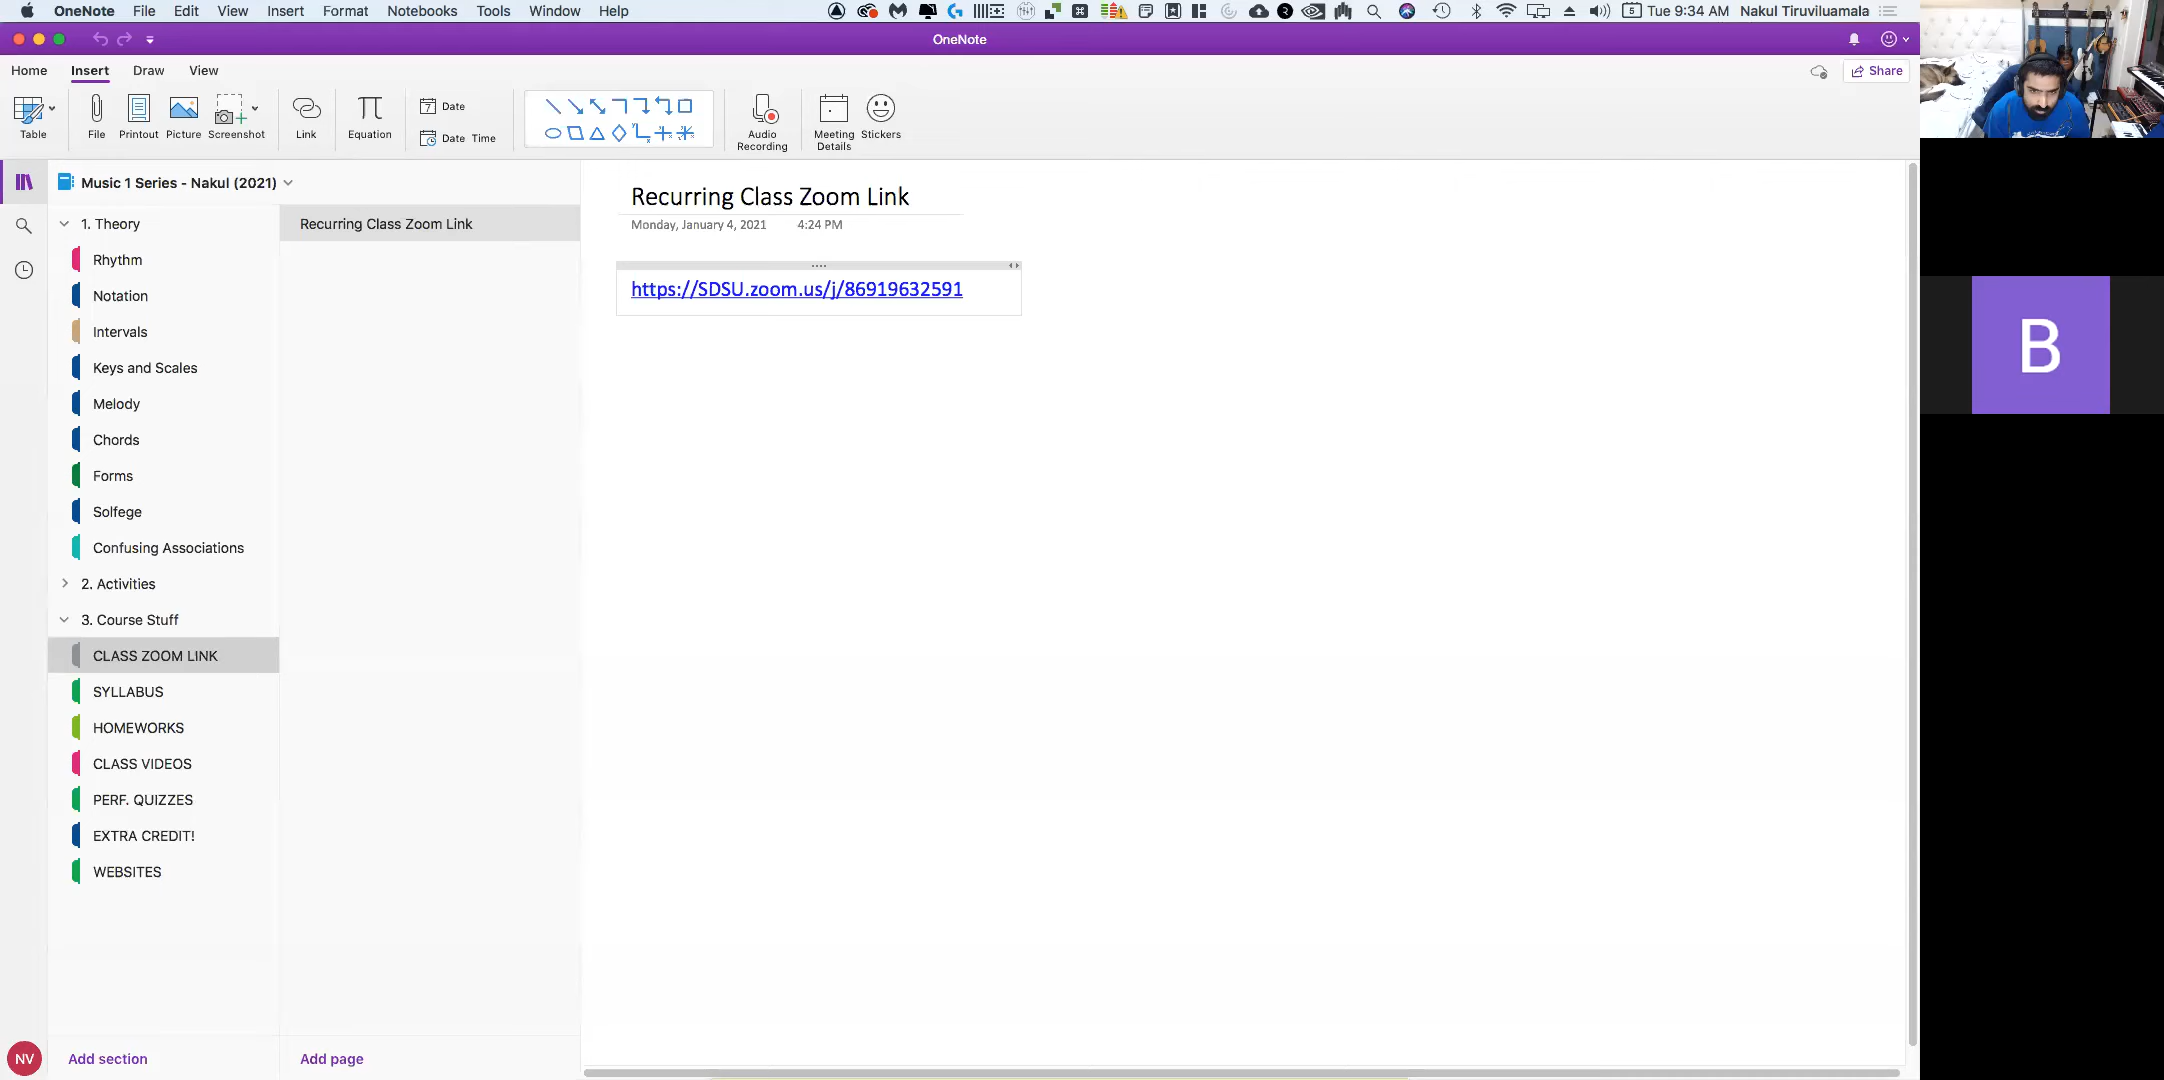 OneNote File Edit View Insert Format Notebooks Tools Window Help
Tue 9:34 AM Nakul Tiruviluamala
OneNote
Home Insert Draw View
Share
Table File Printout Picture Screenshot Link Equation
Date
Date Time
Audio Recording
Meeting Details
Stickers
Music 1 Series - Nakul (2021)
1. Theory
Rhythm
Notation
Intervals
Keys and Scales
Melody
Chords
Forms
Solfege
Confusing Associations
2. Activities
3. Course Stuff
CLASS ZOOM LINK
SYLLABUS
HOMEWORKS
CLASS VIDEOS
PERF. QUIZZES
EXTRA CREDIT!
WEBSITES
NV
Add section
Recurring Class Zoom Link
Add page
Recurring Class Zoom Link
Monday, January 4, 2021 4:24 PM
https://SDSU.zoom.us/j/86919632591
B